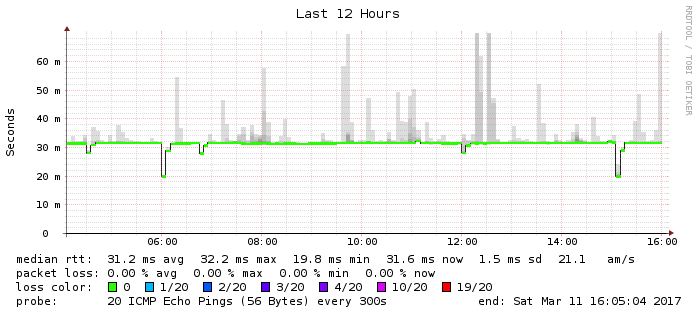 Last 12 Hours
RRDTOOL / TOBI OETIKER
Seconds
60 m
50 m
40 m
30 m
20 m
10 m
0
06:00 08:00 10:00 12:00 14:00 16:00
median rtt: 31.2 ms avg 32.2 ms max 19.8 ms min 31.6 ms now 1.5 ms sd 21.1 am/s
packet loss: 0.00 % avg 0.00 % max 0.00 % min 0.00 % now
loss color: 0 1/20 2/20 3/20 4/20 10/20 19/20
probe: 20 ICMP Echo Pings (56 Bytes) every 300s end: Sat Mar 11 16:05:04 2017